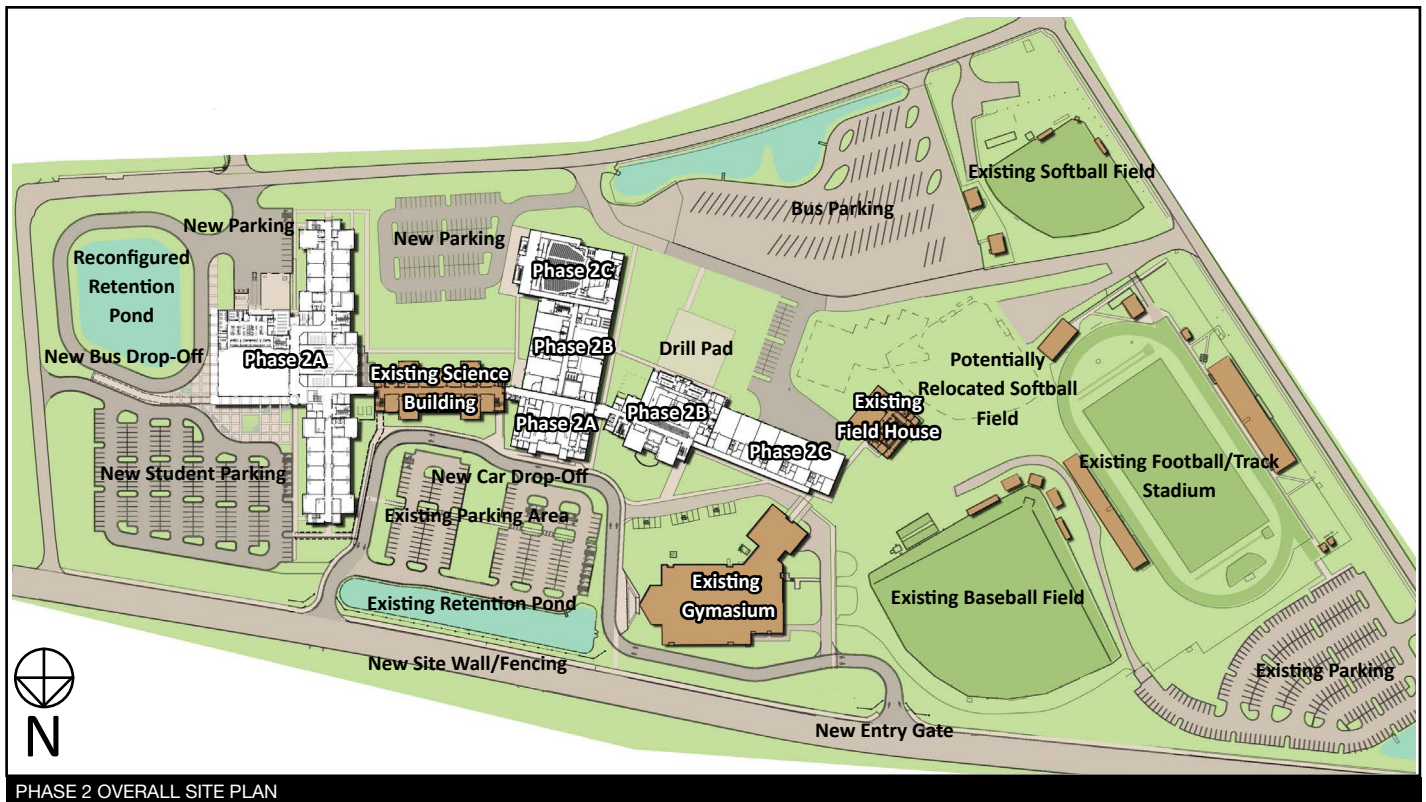 Existing Softball Field
Bus Parking
New Parking
New Parking
Reconfigured
Retention
Pond
Phase 2C
New Bus Drop-Off
Phase 2A
Phase 2B
Drill Pad
Potentially
Relocated Softball
Field
Existing Science
Building
Existing
Field House
Phase 2A
Phase 2B
Phase 2C
New Student Parking
New Car Drop-Off
Existing Football/Track
Stadium
Existing Parking Area
Existing
Gymasium
Existing Retention Pond
Existing Baseball Field
New Site Wall/Fencing
Existing Parking
New Entry Gate
N
PHASE 2 OVERALL SITE PLAN